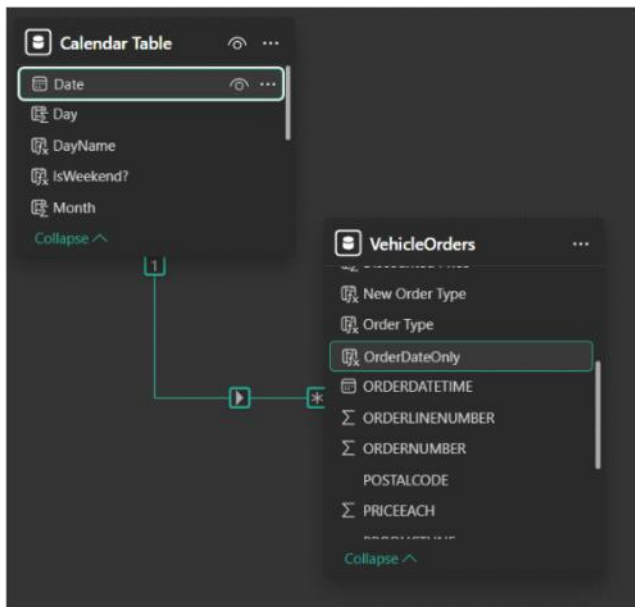 Calendar Table
Date
Day
DayName
IsWeekend?
Month
Collapse
1
*
VehicleOrders
New Order Type
Order Type
OrderDateOnly
ORDERDATETIME
ORDERLINENUMBER
ORDERNUMBER
POSTALCODE
PRICEEACH
Collapse